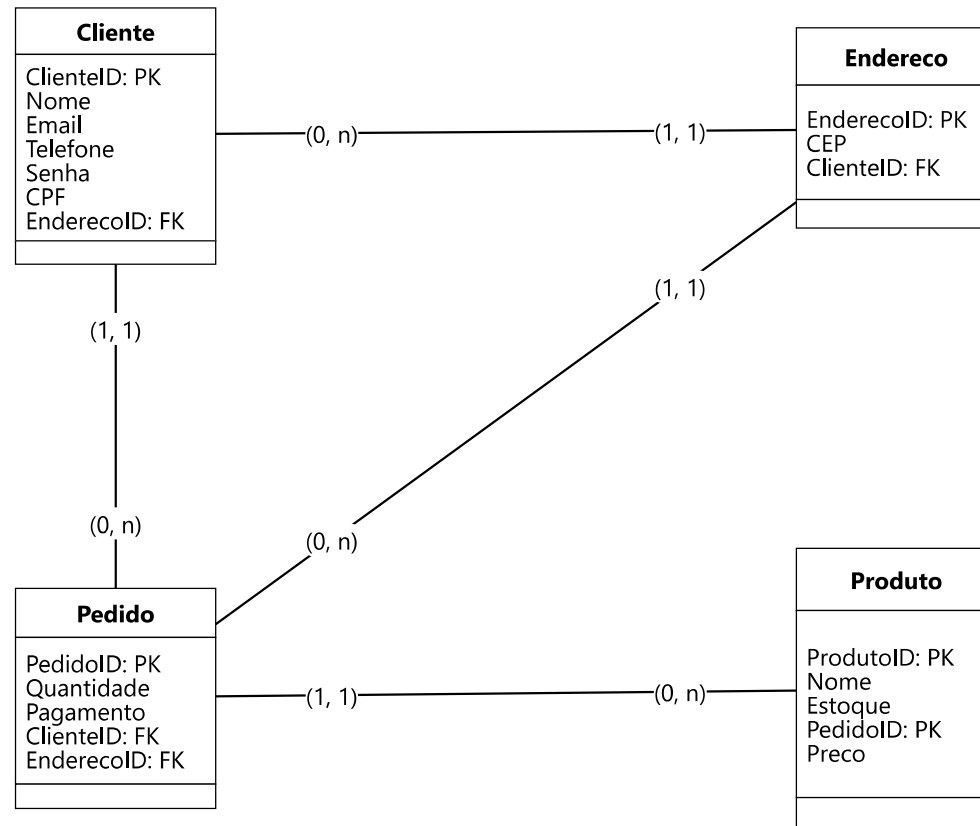 Cliente
ClienteID: PK
Nome
Email
Telefone
Senha
CPF
EnderecoID: FK
(0, n)
(1, 1)
Endereco
EnderecoID: PK
CEP
ClienteID: FK
(1, 1)
(1, 1)
(0, n)
(0, n)
Pedido
PedidoID: PK
Quantidade
Pagamento
ClienteID: FK
EnderecoID: FK
(1, 1)
(0, n)
Produto
ProdutoID: PK
Nome
Estoque
PedidoID: PK
Preco